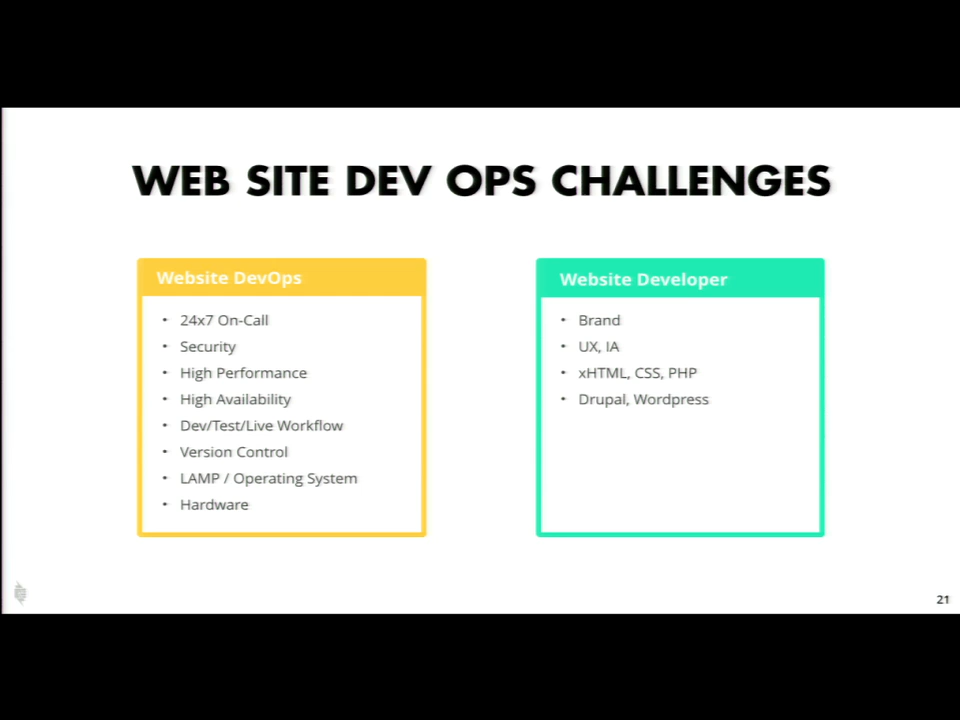 WEB SITE DEV OPS CHALLENGES
Website DevOps
• 24x7 On-Call
• Security
• High Performance
• High Availability
• Dev/Test/Live Workflow
• Version Control
• LAMP / Operating System
• Hardware
Website Developer
• Brand
• UX, IA
• xHTML, CSS, PHP
• Drupal, Wordpress
21